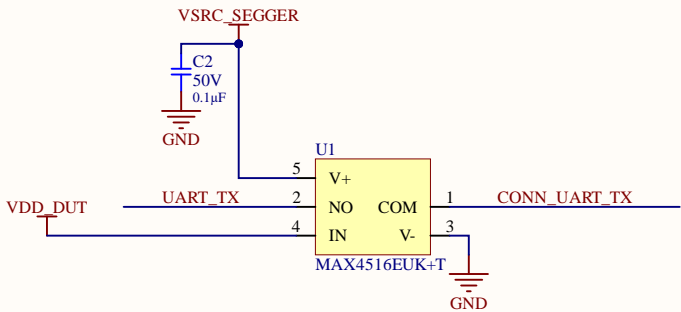 VSRC_SEGGER
C2
50V
0.1µF
GND
U1
5 V+
UART_TX 2 NO COM 1 CONN_UART_TX
VDD_DUT 4 IN V- 3
MAX4516EUK+T
GND